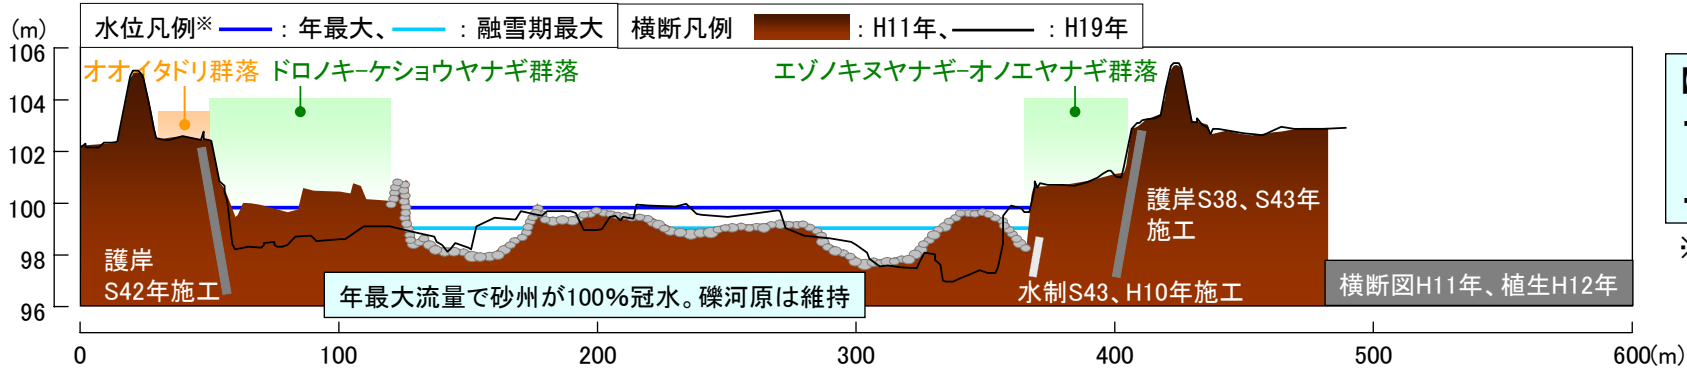 水位凡例※ ：年最大、 ：融雪期最大
横断凡例 ：H11年、 ：H19年
(m)
106
104
102
100
98
96
オオイタドリ群落
ドロノキ−ケショウヤナギ群落
エゾノキヌヤナギ−オノエヤナギ群落
護岸S38、S43年
施工
護岸
S42年施工
年最大流量で砂州が100%冠水。礫河原は維持
水制S43、H10年施工
横断図H11年、植生H12年
0
100
200
300
400
500
600(m)